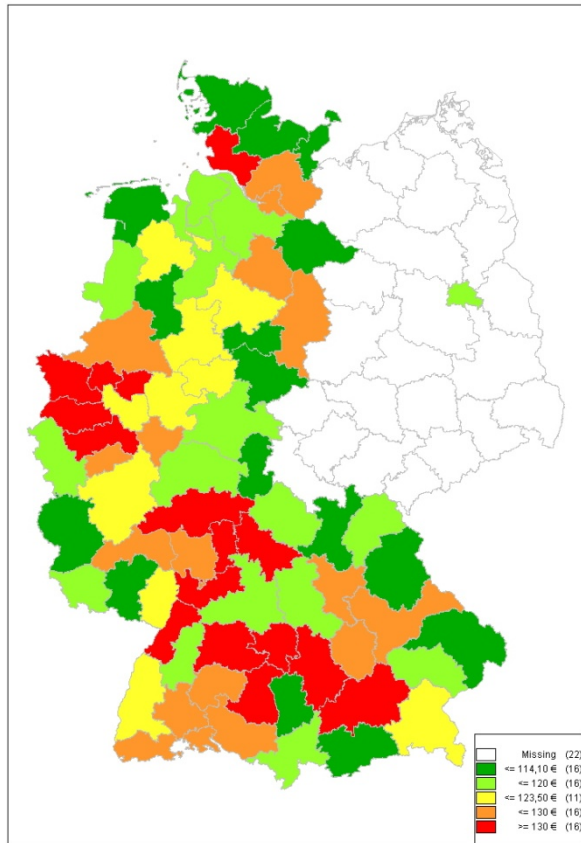 Missing (22)
<= 114,10 € (16)
<= 120 € (16)
<= 123,50 € (11)
<= 130 € (16)
>= 130 € (16)